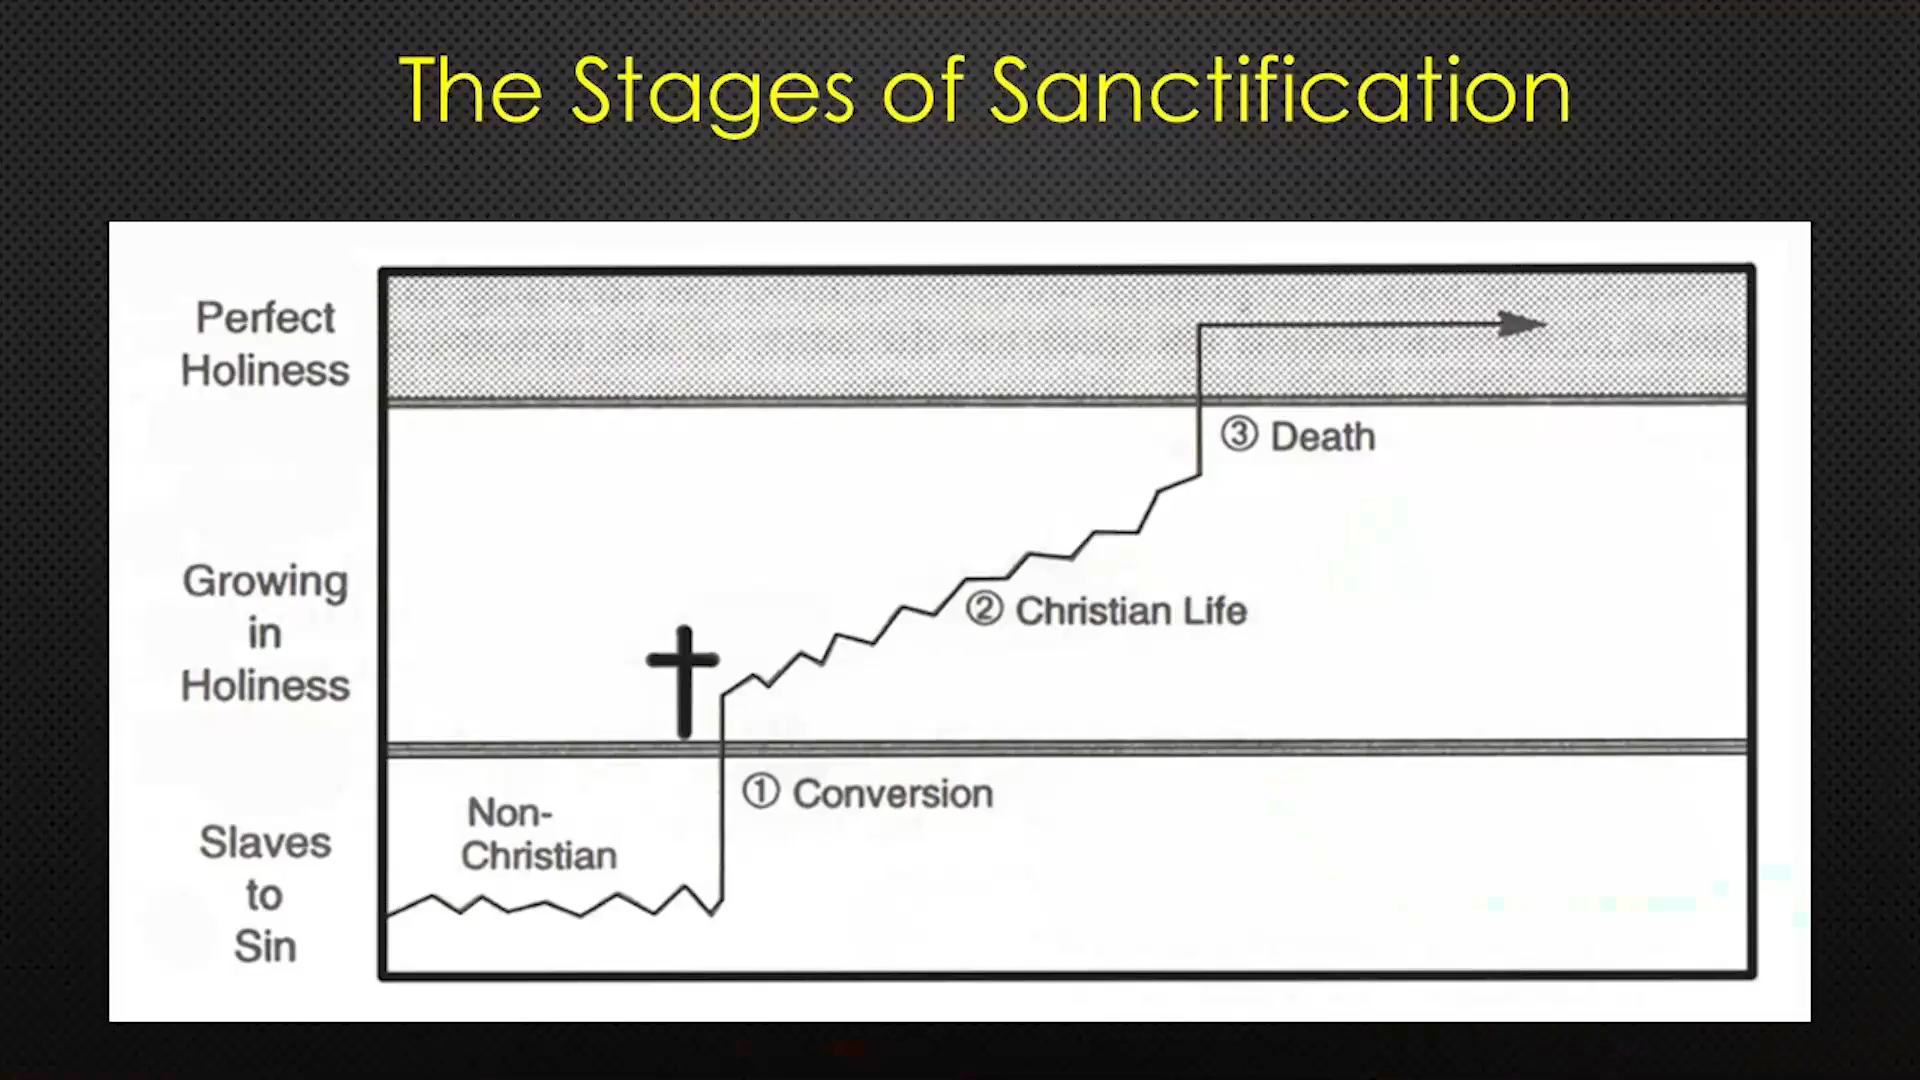 The Stages of Sanctification
Perfect
Holiness
③ Death
Growing
in
Holiness
② Christian Life
① Conversion
Non-
Christian
Slaves
to
Sin